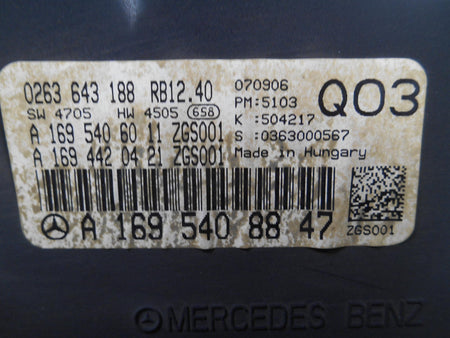 0263 643 188 RB12.40
SW 4705 HW 4505 658
A 169 540 60 11 ZGS001
A 169 442 04 21 ZGS001
070906
PM:5103
K :504217
S :0363000567
Q03
Made in Hungary
A 169 540 88 47
ZGS001
MERCEDES BENZ